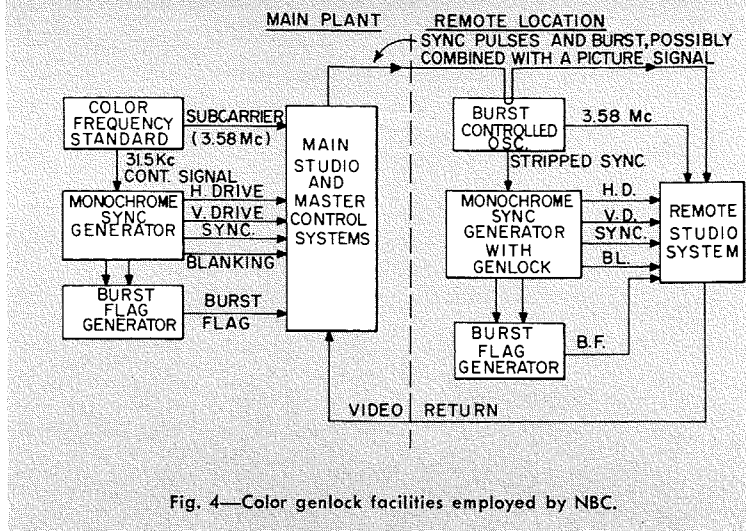 MAIN PLANT
REMOTE LOCATION
SYNC PULSES AND BURST, POSSIBLY
COMBINED WITH A PICTURE SIGNAL
COLOR
FREQUENCY
STANDARD
SUBCARRIER
(3.58 Mc)
31.5Kc
CONT. SIGNAL
MONOCHROME
SYNC
GENERATOR
H. DRIVE
V. DRIVE
SYNC.
BLANKING
BURST
FLAG
GENERATOR
BURST
FLAG
MAIN
STUDIO
AND
MASTER
CONTROL
SYSTEMS
BURST
CONTROLLED
OSC.
3.58 Mc
STRIPPED SYNC.
MONOCHROME
SYNC
GENERATOR
WITH
GENLOCK
H.D.
V.D.
SYNC.
BL.
BURST
FLAG
GENERATOR
B.F.
REMOTE
STUDIO
SYSTEM
VIDEO RETURN
Fig. 4—Color genlock facilities employed by NBC.